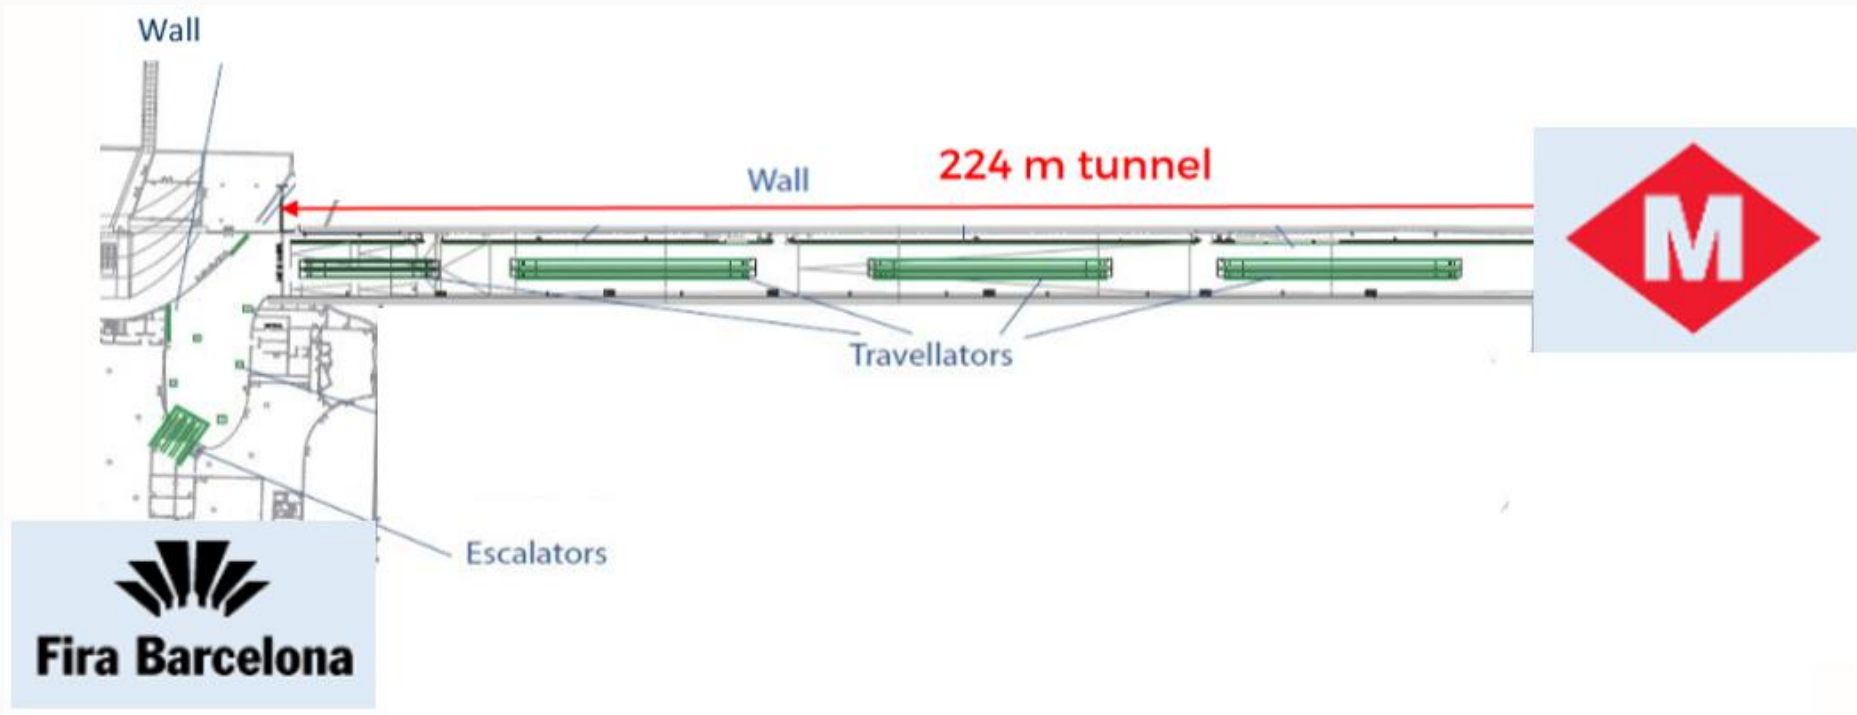 Wall
224 m tunnel
Wall
M
Travellators
Escalators
Fira Barcelona